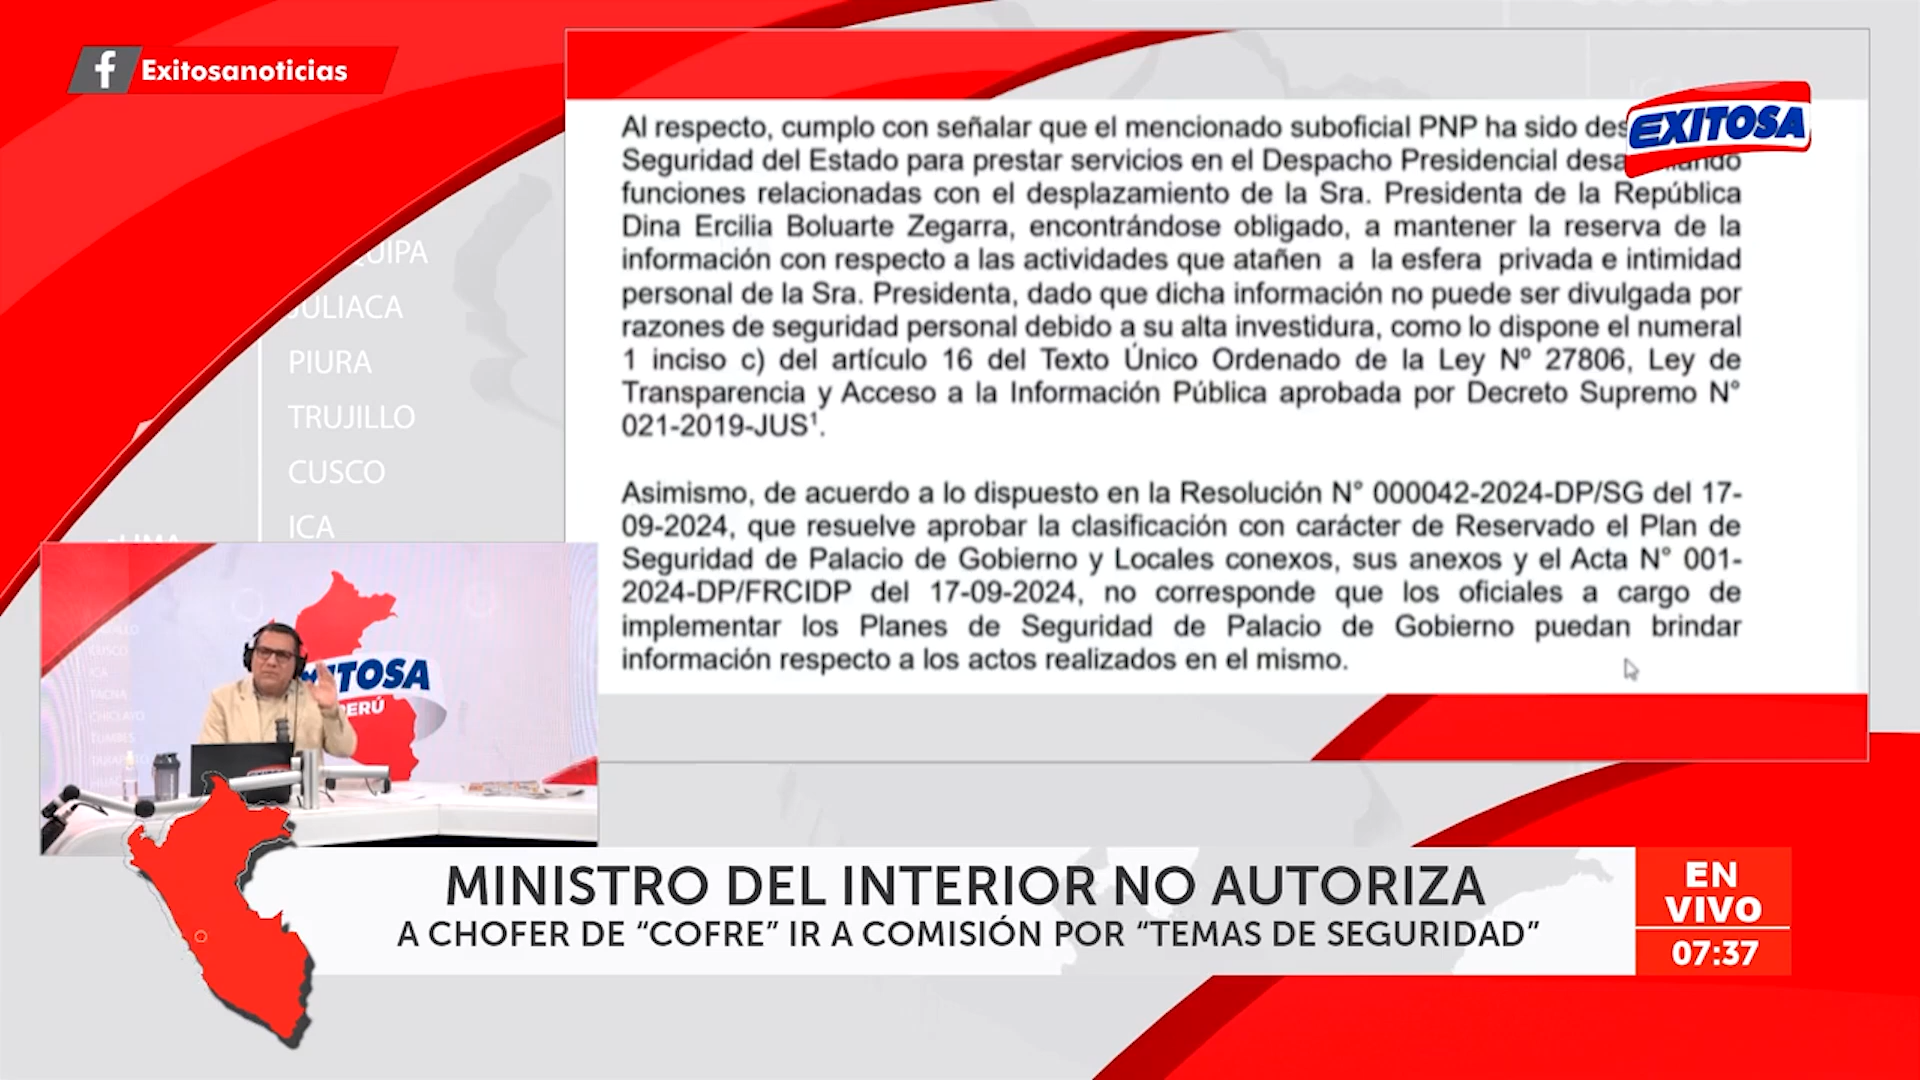 Exitosanoticias
EXITOSA
Al respecto, cumplo con señalar que el mencionado suboficial PNP ha sido
Seguridad del Estado para prestar servicios en el Despacho Presidencial
funciones relacionadas con el desplazamiento de la Sra. Presidenta de la República
Dina Ercilia Boluarte Zegarra, encontrándose obligado, a mantener la reserva de la
información con respecto a las actividades que atañen a la esfera privada e intimidad
personal de la Sra. Presidenta, dado que dicha información no puede ser divulgada por
razones de seguridad personal debido a su alta investidura, como lo dispone el numeral
1 inciso c) del artículo 16 del Texto Único Ordenado de la Ley Nº 27806, Ley de
Transparencia y Acceso a la Información Pública aprobada por Decreto Supremo N°
021-2019-JUS¹.
Asimismo, de acuerdo a lo dispuesto en la Resolución N° 000042-2024-DP/SG del 17-
09-2024, que resuelve aprobar la clasificación con carácter de Reservado el Plan de
Seguridad de Palacio de Gobierno y Locales conexos, sus anexos y el Acta N° 001-
2024-DP/FRCIDP del 17-09-2024, no corresponde que los oficiales a cargo de
implementar los Planes de Seguridad de Palacio de Gobierno puedan brindar
información respecto a los actos realizados en el mismo.
JULIACA
PIURA
TRUJILLO
CUSCO
ICA
CUSCO
ICA
TACNA
CHICLAYO
TUMBES
PERÚ
MINISTRO DEL INTERIOR NO AUTORIZA
A CHOFER DE “COFRE” IR A COMISIÓN POR “TEMAS DE SEGURIDAD”
EN
VIVO
07:37